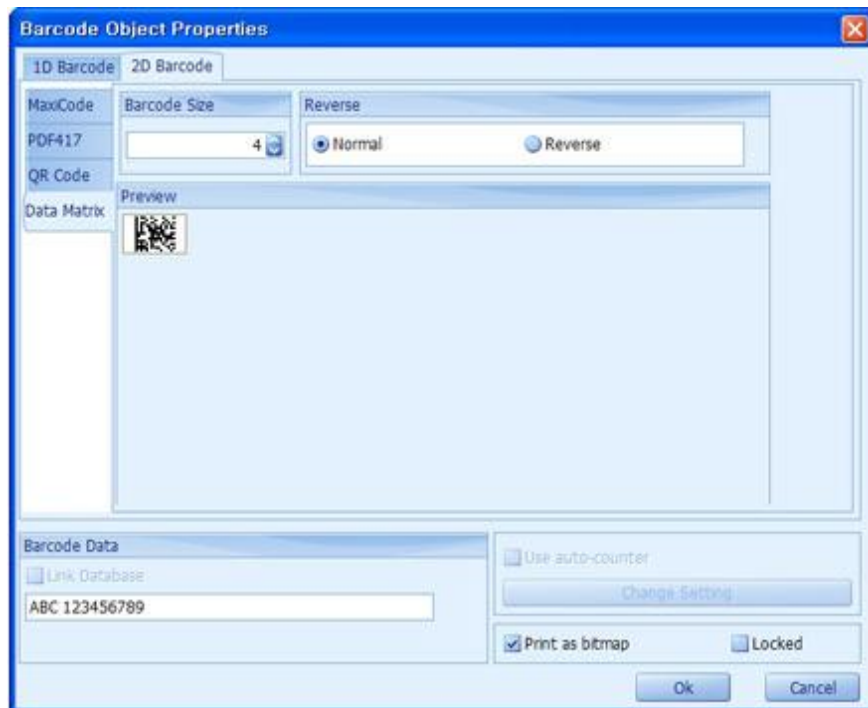 Barcode Object Properties
1D Barcode 2D Barcode
MaxiCode
PDF417
QR Code
Data Matrix
Barcode Size
4
Reverse
Normal Reverse
Preview
Barcode Data
Link Database
ABC 123456789
Use auto-counter
Change Setting
Print as bitmap Locked
Ok Cancel